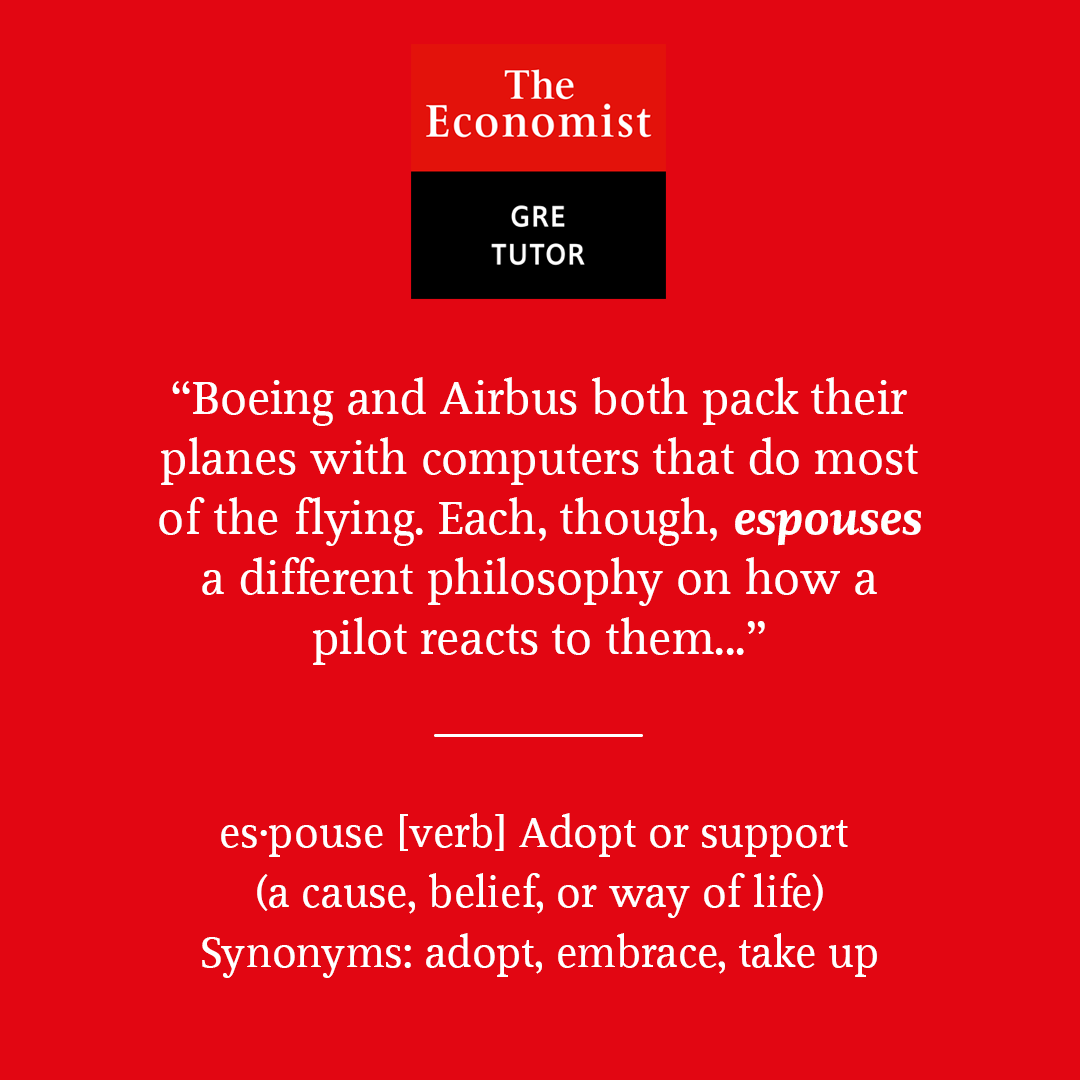 The
Economist
GRE
TUTOR
“Boeing and Airbus both pack their
planes with computers that do most
of the flying. Each, though, espouses
a different philosophy on how a
pilot reacts to them...”
es·pouse [verb] Adopt or support
(a cause, belief, or way of life)
Synonyms: adopt, embrace, take up